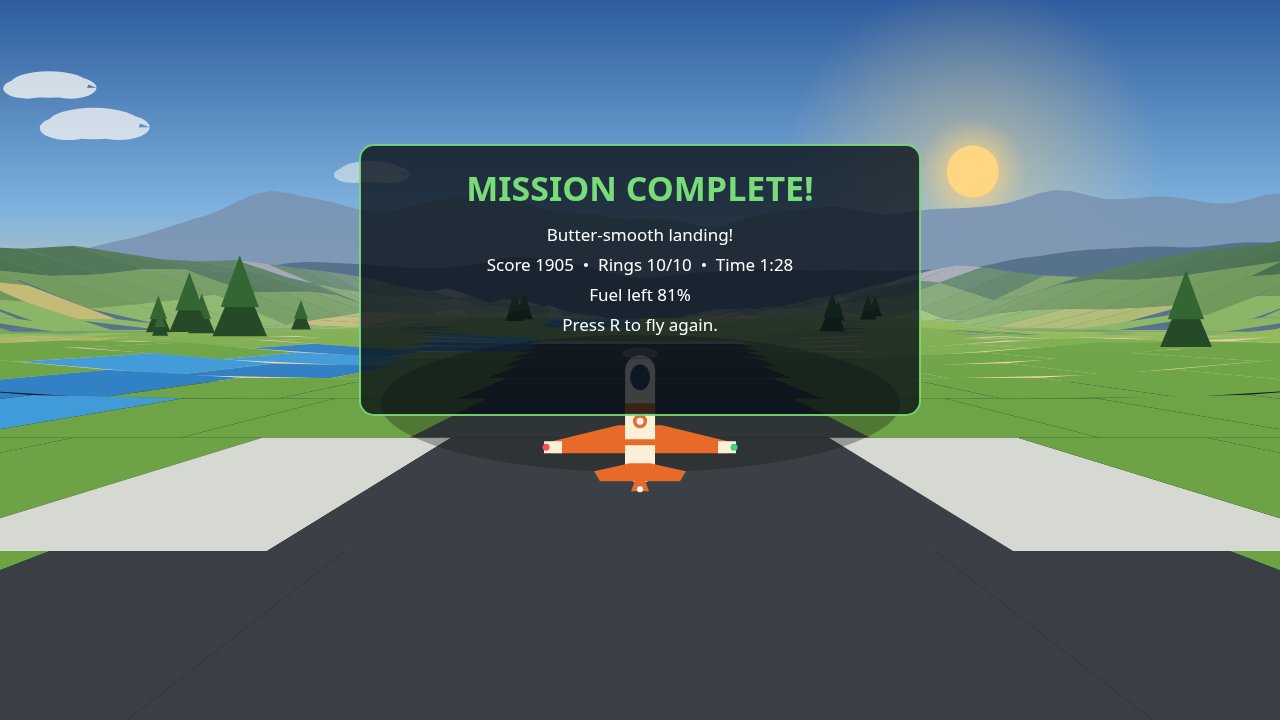 MISSION COMPLETE!
Butter-smooth landing!
Score 1905 • Rings 10/10 • Time 1:28
Fuel left 81%
Press R to fly again.